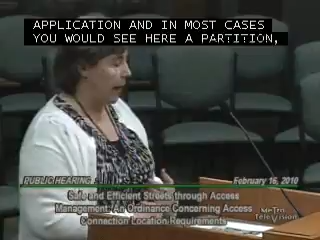 APPLICATION AND IN MOST CASES
YOU WOULD SEE HERE A PARTITION,
PUBLIC HEARING
February 16, 2010
Safe and Efficient Streets through Access
Management: An Ordinance Concerning Access
Connection Location Requirements
Metro
Television